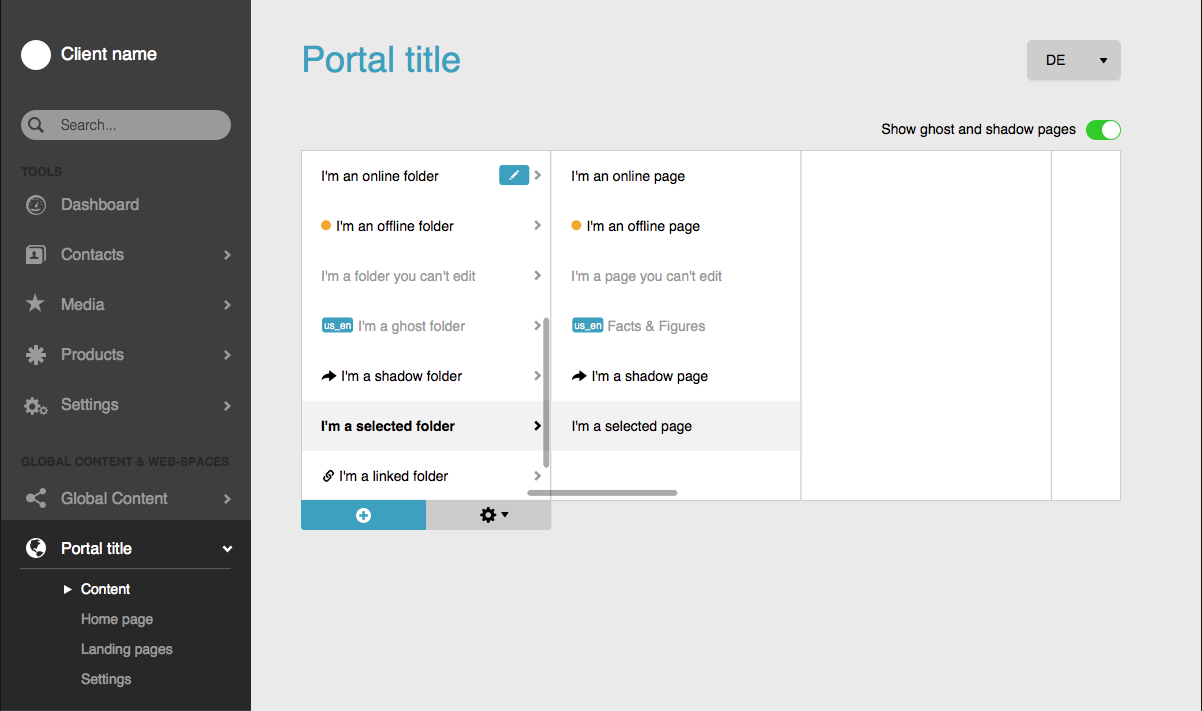 Client name
Search...
TOOLS
Dashboard
Contacts
Media
Products
Settings
GLOBAL CONTENT & WEB-SPACES
Global Content
Portal title
Content
Home page
Landing pages
Settings
Portal title
DE
Show ghost and shadow pages
I'm an online folder
I'm an offline folder
I'm a folder you can't edit
us_en I'm a ghost folder
I'm a shadow folder
I'm a selected folder
I'm a linked folder
I'm an online page
I'm an offline page
I'm a page you can't edit
us_en Facts & Figures
I'm a shadow page
I'm a selected page